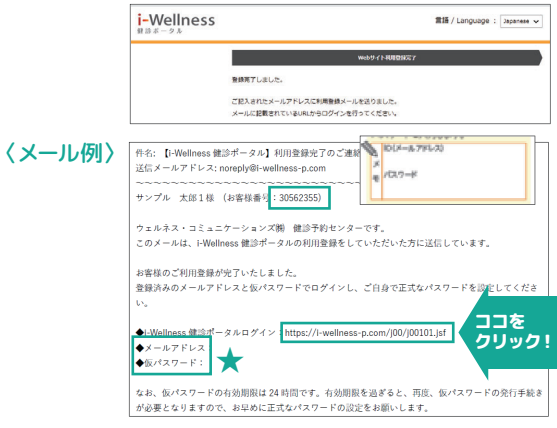 i-Wellness
健診ポータル
言語 / Language : Japanese
Webサイト利用登録完了
登録完了しました。
ご記入されたメールアドレスに利用登録メールを送りました。
メールに記載されているURLからログインを行ってください。
〈メール例〉
件名: 【i-Wellness 健診ポータル】利用登録完了のご連絡
送信メールアドレス: noreply@i-wellness-p.com
ID(メールアドレス)
メモ
パスワード
サンプル 太郎1様 (お客様番号:30562355)
ウェルネス・コミュニケーションズ㈱ 健診予約センターです。
このメールは、i-Wellness 健診ポータルの利用登録をしていただいた方に送信しています。
お客様のご利用登録が完了いたしました。
登録済みのメールアドレスと仮パスワードでログインし、ご自身で正式なパスワードを設定してくださ
い。
◆i-Wellness 健診ポータルログイン:https://i-wellness-p.com/j00/j00101.jsf
◆メールアドレス
◆仮パスワード:
★
ココを
クリック!
なお、仮パスワードの有効期限は24時間です。有効期限を過ぎると、再度、仮パスワードの発行手続き
が必要となりますので、お早めに正式なパスワードの設定をお願いします。